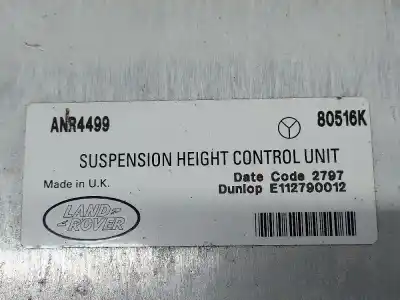 ANR4499 80516K
SUSPENSION HEIGHT CONTROL UNIT
Made in U.K. Date Code 2797
Dunlop E112790012
LAND
ROVER